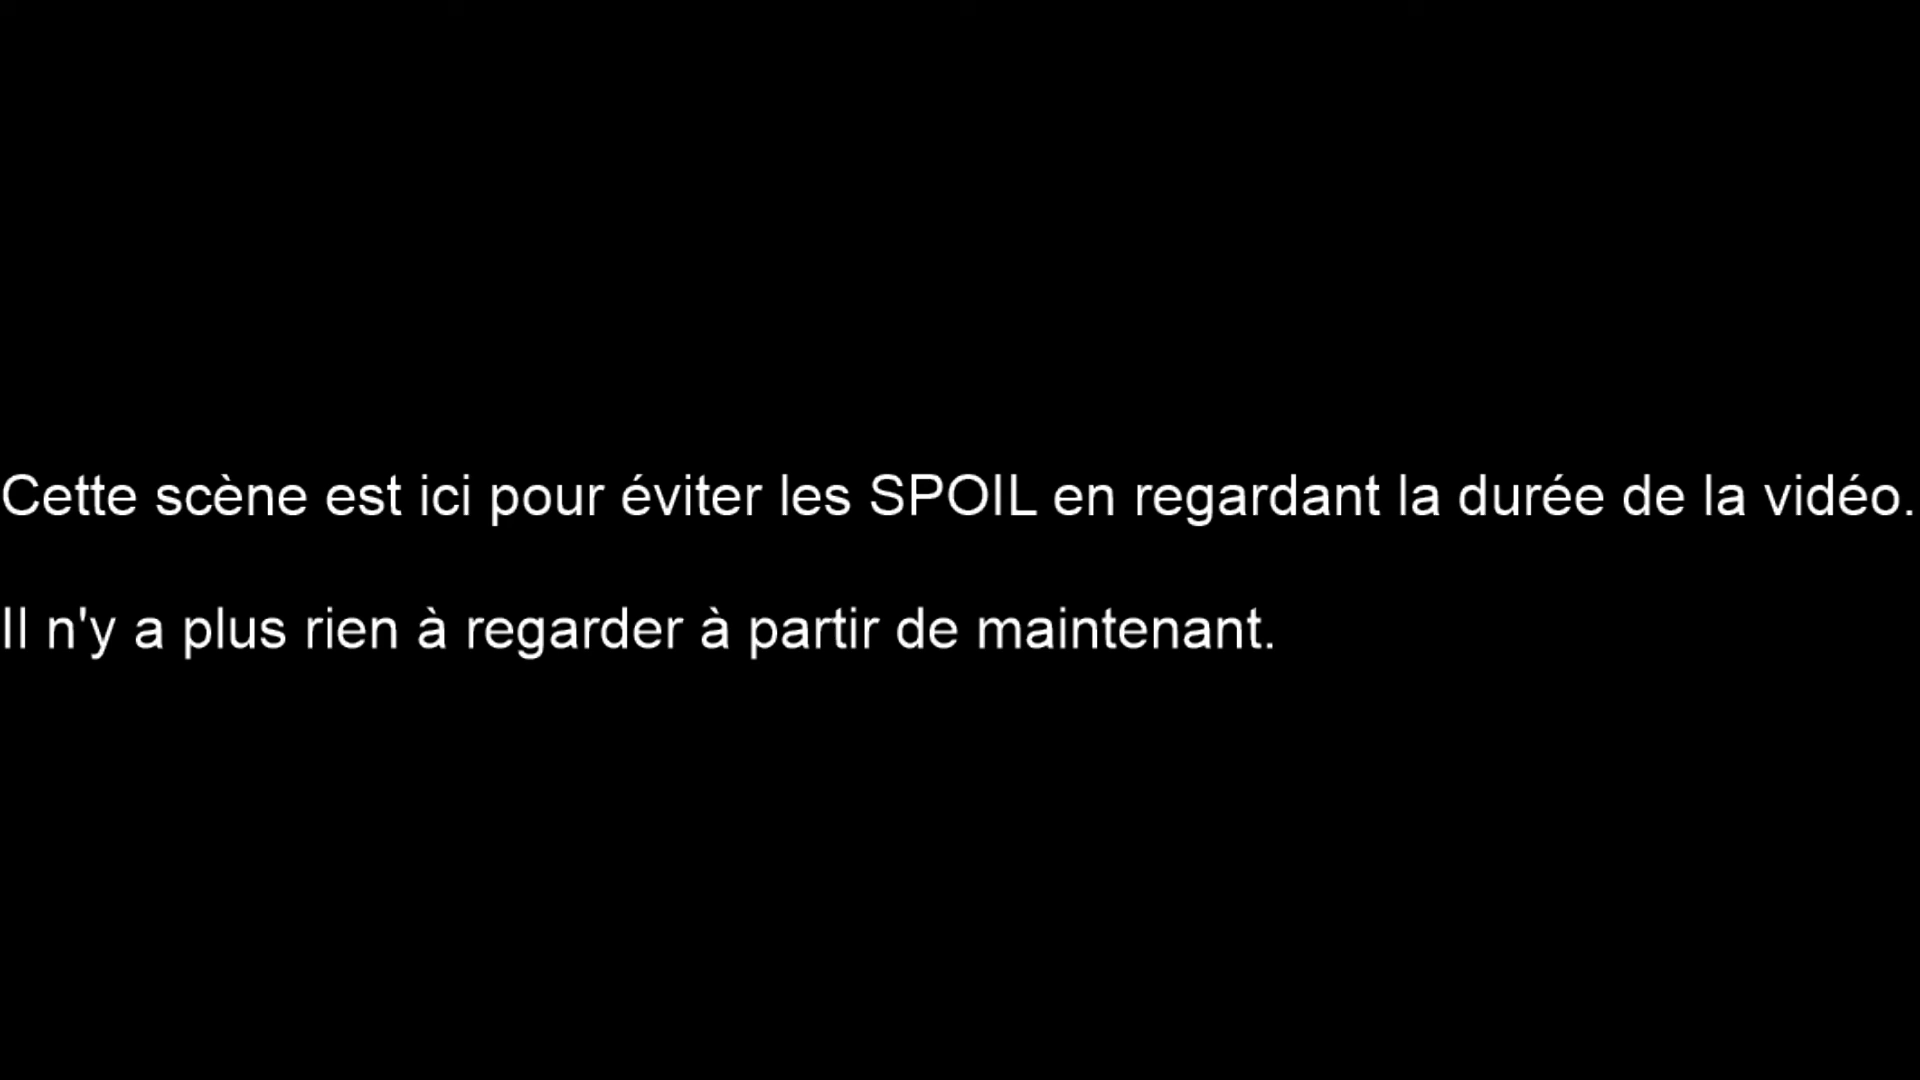 Cette scène est ici pour éviter les SPOIL en regardant la durée de la vidéo.
Il n'y a plus rien à regarder à partir de maintenant.